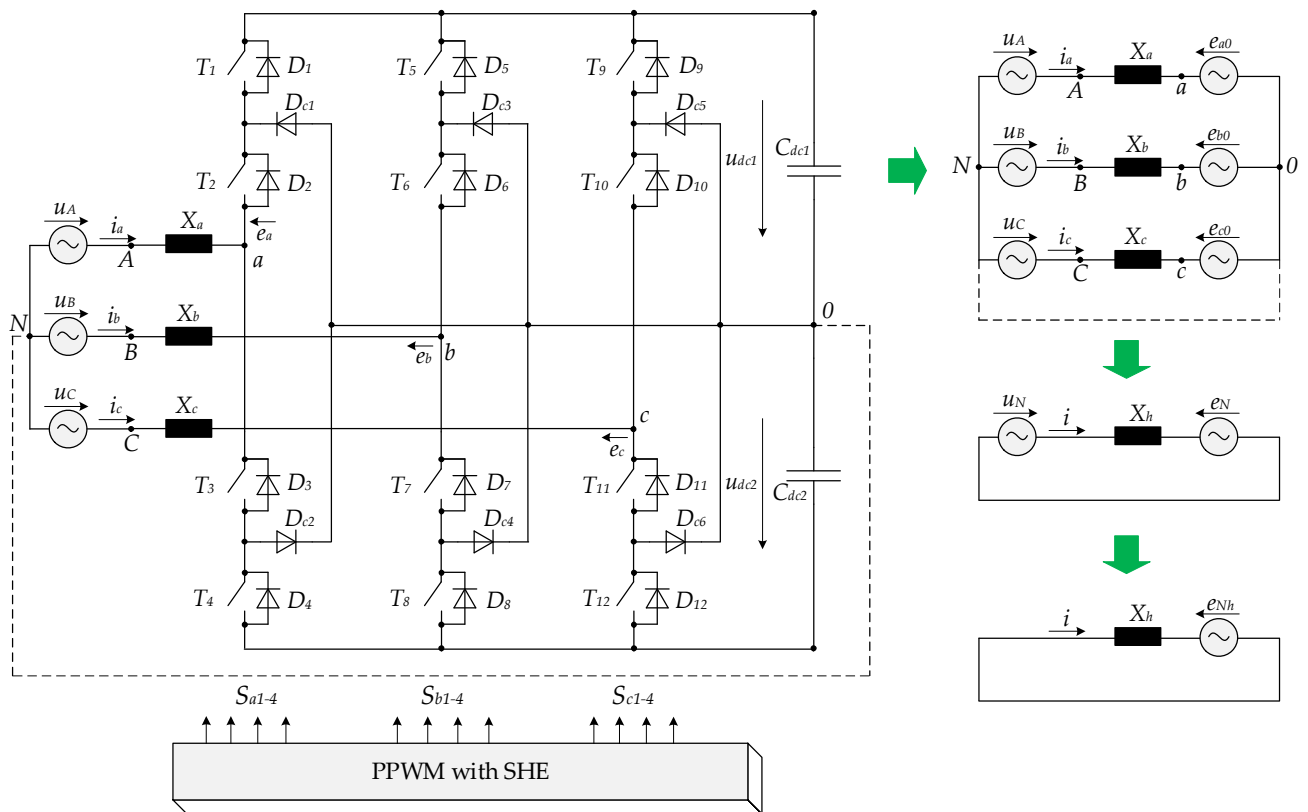 T1
D1
T5
D5
T9
D9
Dc1
Dc3
Dc5
T2
D2
T6
D6
T10
D10
udc1
Cdc1
uA
ia
A
Xa
ea
a
N
uB
ib
B
Xb
eb
b
0
uC
ic
C
Xc
ec
c
T3
D3
T7
D7
T11
D11
Dc2
Dc4
Dc6
udc2
Cdc2
T4
D4
T8
D8
T12
D12
Sa1-4
Sb1-4
Sc1-4
PPWM with SHE
uA
ia
A
Xa
a
ea0
N
uB
ib
B
Xb
b
eb0
0
uC
ic
C
Xc
c
ec0
uN
i
Xh
eN
i
Xh
eNh